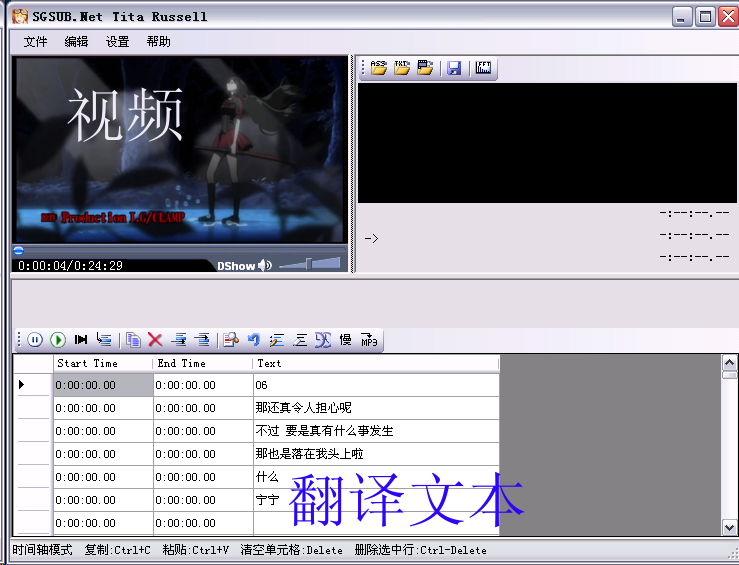 SGSUB.Net Tita Russell
文件 编辑 设置 帮助
ASS TXT FFT
视频
Production I.G/CLAMP
-:--:--.--
-> -:--:--.--
-:--:--.--
0:00:04/0:24:29 DShow
慢 MP3
Start Time End Time Text
0:00:00.00 0:00:00.00 06
0:00:00.00 0:00:00.00 那还真令人担心呢
0:00:00.00 0:00:00.00 不过 要是真有什么事发生
0:00:00.00 0:00:00.00 那也是落在我头上啦
0:00:00.00 0:00:00.00 什么
0:00:00.00 0:00:00.00 宁宁
0:00:00.00 0:00:00.00
翻译文本
时间轴模式 复制:Ctrl+C 粘贴:Ctrl+V 清空单元格:Delete 删除选中行:Ctrl-Delete